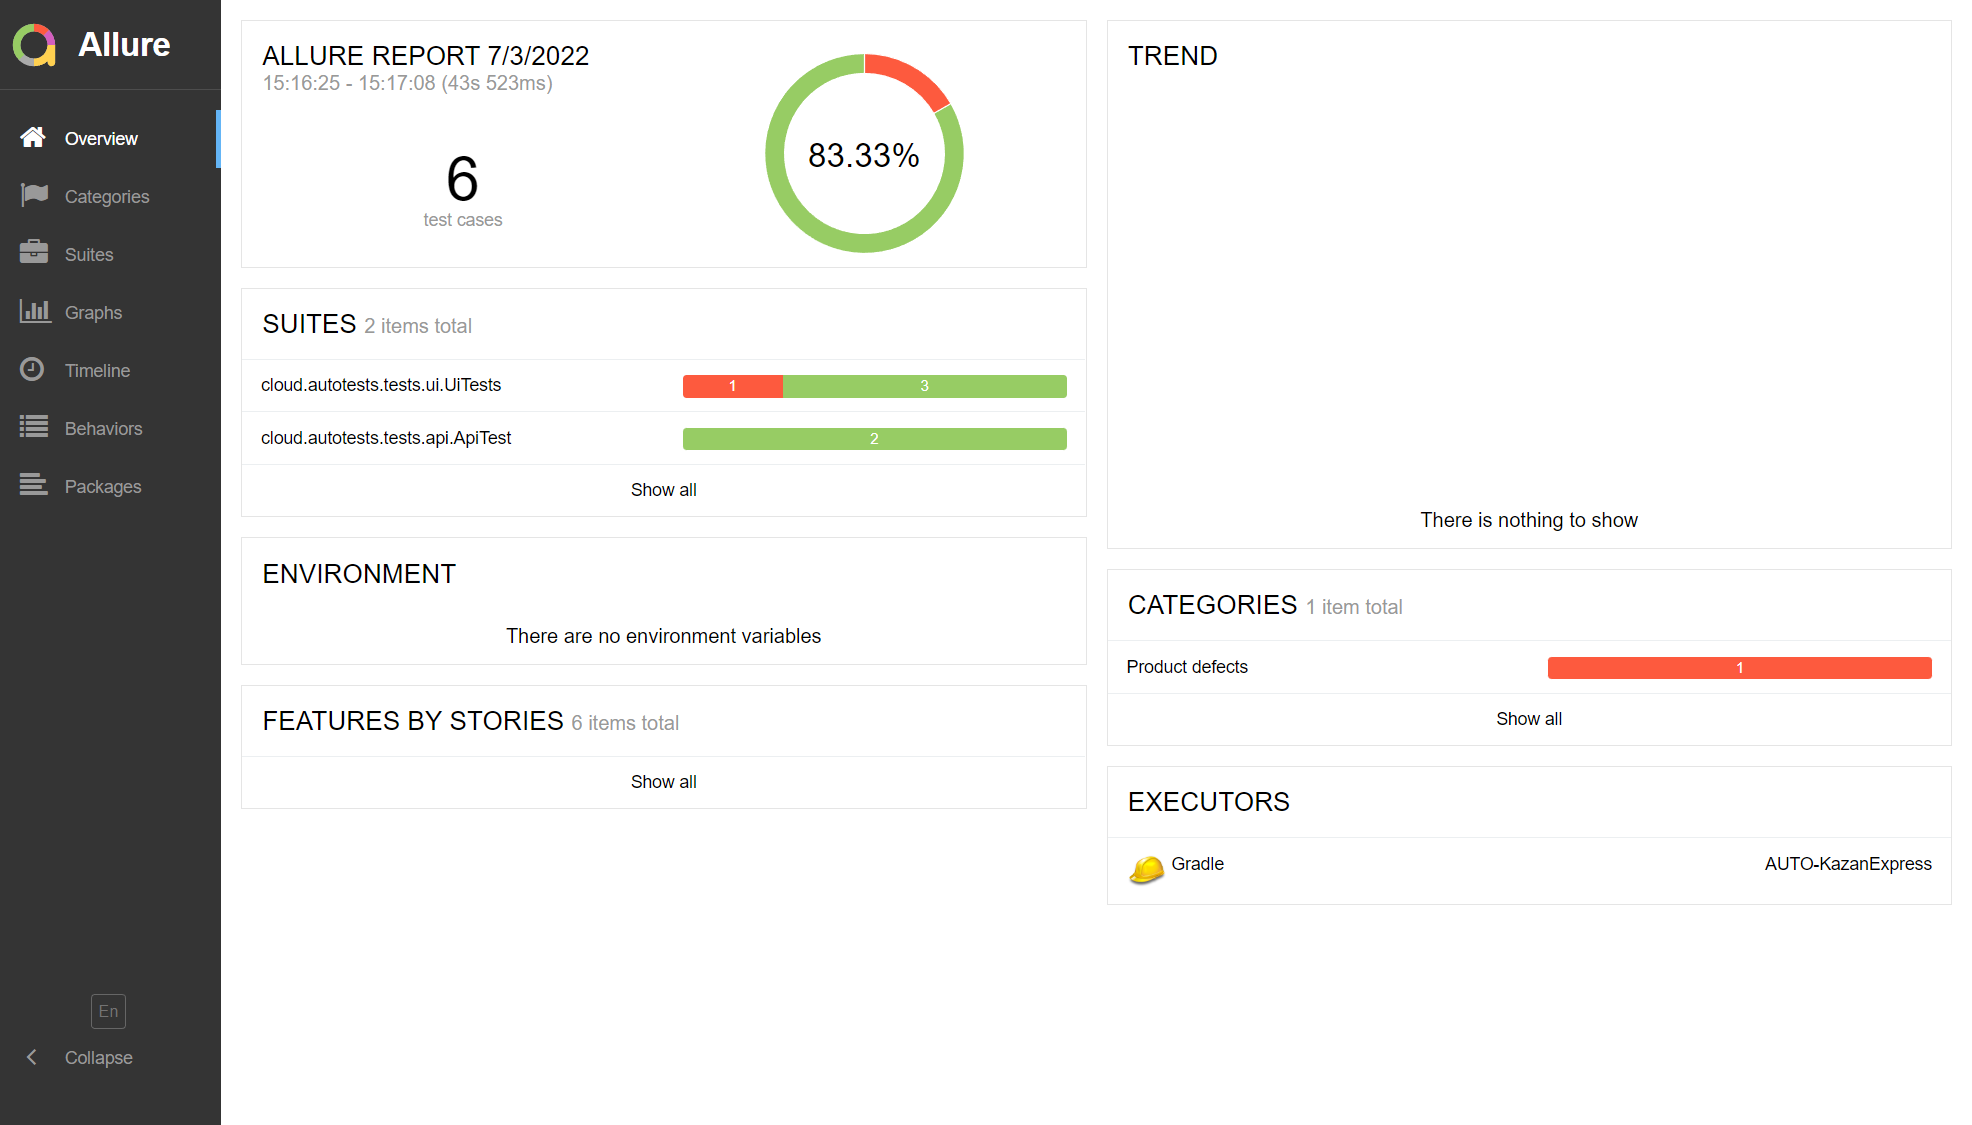 Allure
Overview
Categories
Suites
Graphs
Timeline
Behaviors
Packages
En
Collapse
ALLURE REPORT 7/3/2022
15:16:25 - 15:17:08 (43s 523ms)
6
test cases
83.33%
SUITES 2 items total
cloud.autotests.tests.ui.UiTests 1 3
cloud.autotests.tests.api.ApiTest 2
Show all
ENVIRONMENT
There are no environment variables
FEATURES BY STORIES 6 items total
Show all
TREND
There is nothing to show
CATEGORIES 1 item total
Product defects 1
Show all
EXECUTORS
Gradle AUTO-KazanExpress